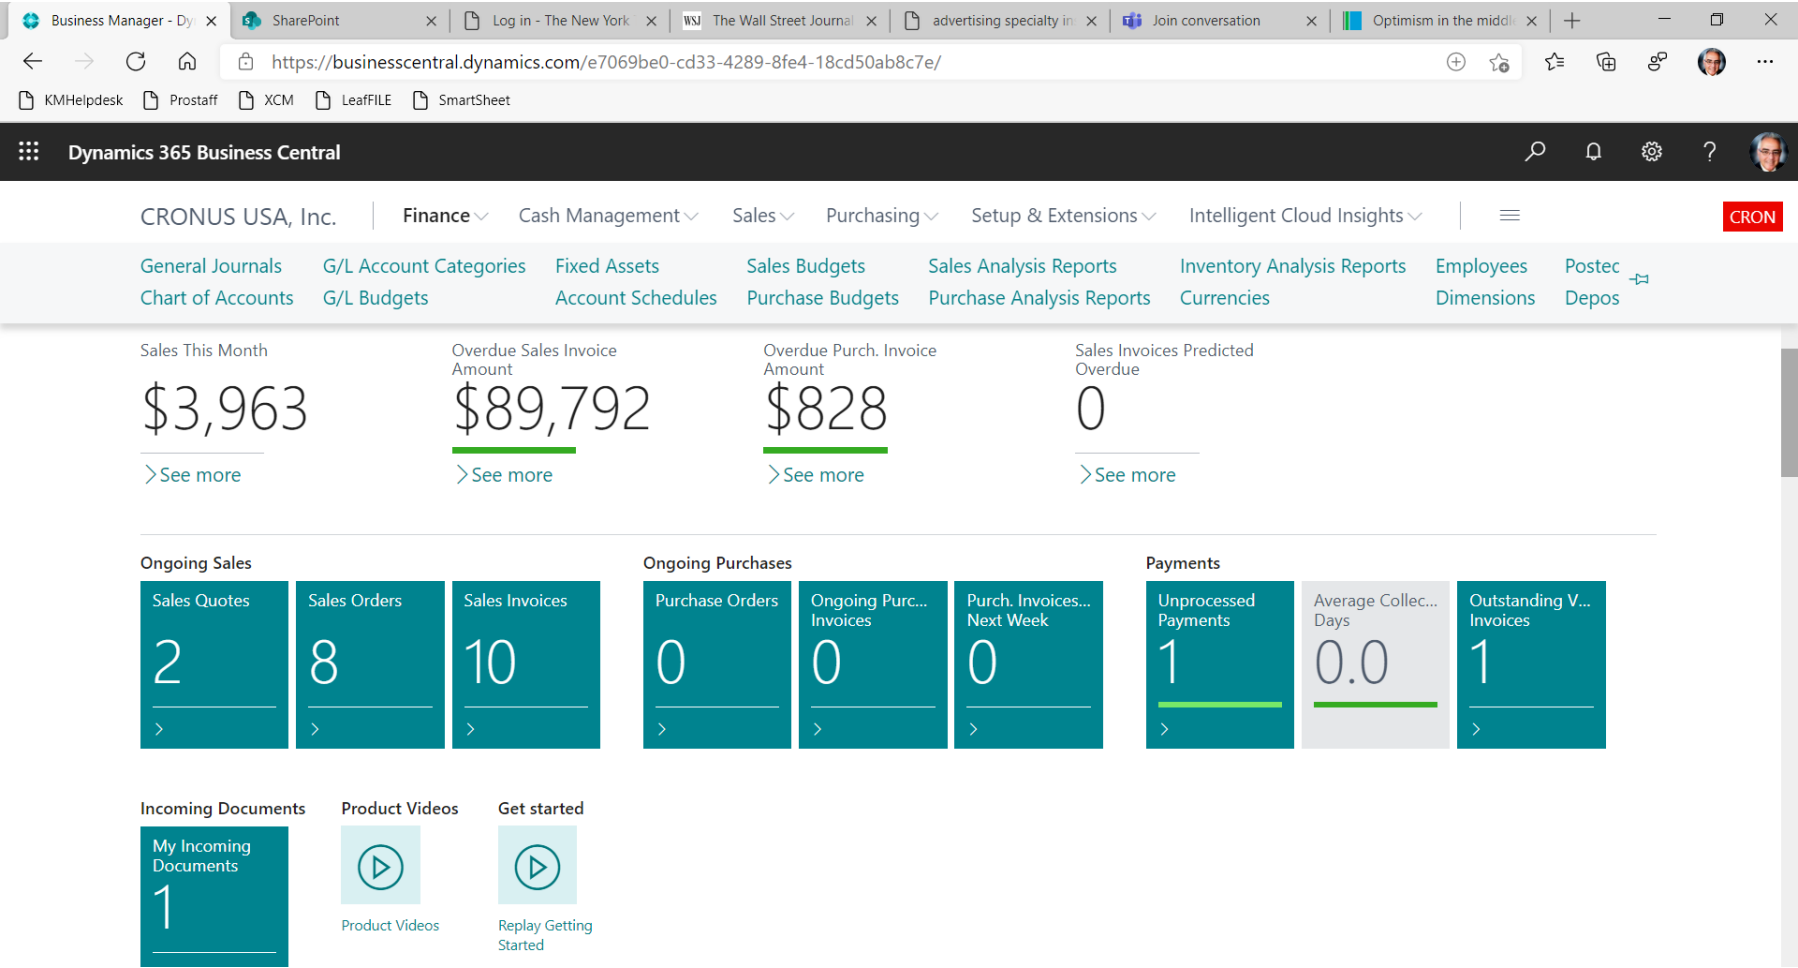 Business Manager - Dy
SharePoint
Log in - The New York
WSJ
The Wall Street Journal
advertising specialty in
Join conversation
Optimism in the middle
https://businesscentral.dynamics.com/e7069be0-cd33-4289-8fe4-18cd50ab8c7e/
KMHelpdesk
Prostaff
XCM
LeafFILE
SmartSheet
Dynamics 365 Business Central
CRONUS USA, Inc.
Finance
Cash Management
Sales
Purchasing
Setup & Extensions
Intelligent Cloud Insights
CRON
General Journals
G/L Account Categories
Fixed Assets
Sales Budgets
Sales Analysis Reports
Inventory Analysis Reports
Employees
Postec
Chart of Accounts
G/L Budgets
Account Schedules
Purchase Budgets
Purchase Analysis Reports
Currencies
Dimensions
Depos
Sales This Month
$3,963
See more
Overdue Sales Invoice
Amount
$89,792
See more
Overdue Purch. Invoice
Amount
$828
See more
Sales Invoices Predicted
Overdue
0
See more
Ongoing Sales
Sales Quotes
2
Sales Orders
8
Sales Invoices
10
Ongoing Purchases
Purchase Orders
0
Ongoing Purc...
Invoices
0
Purch. Invoices...
Next Week
0
Payments
Unprocessed
Payments
1
Average Collec...
Days
0.0
Outstanding V...
Invoices
1
Incoming Documents
My Incoming
Documents
1
Product Videos
Product Videos
Get started
Replay Getting
Started